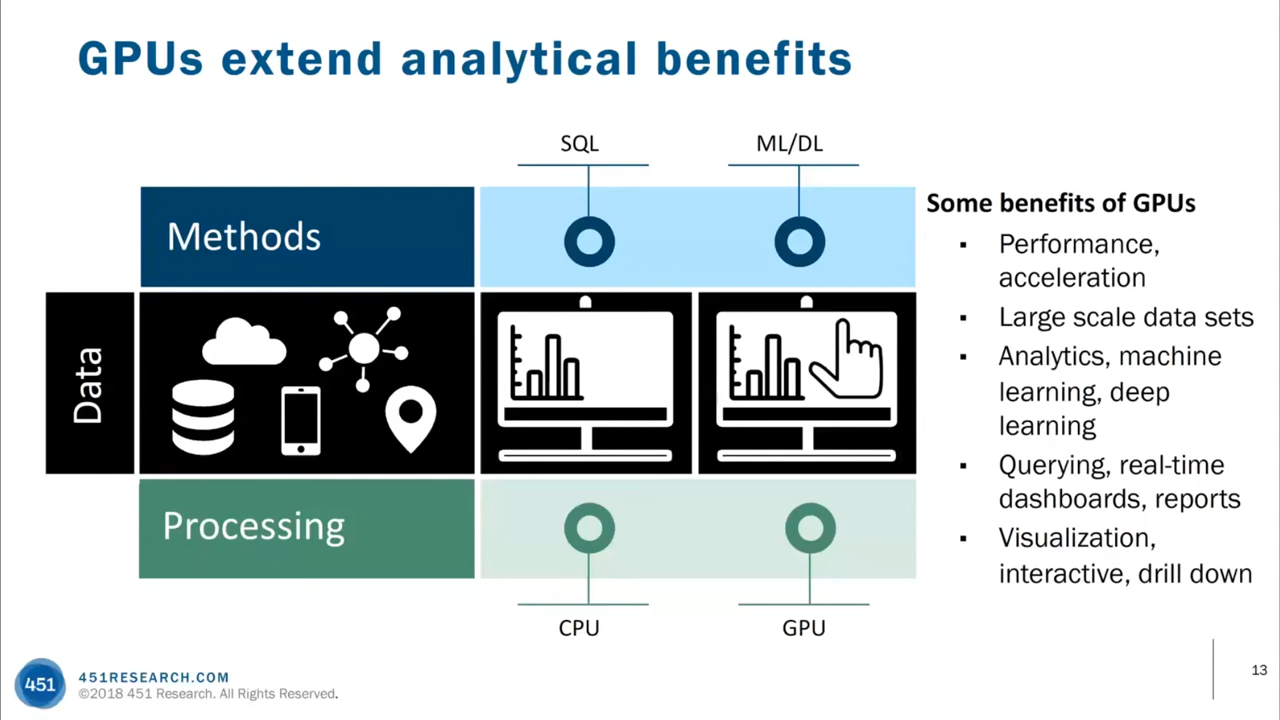 GPUs extend analytical benefits
SQL
ML/DL
Methods
Data
Processing
CPU
GPU
Some benefits of GPUs
▪ Performance,
acceleration
▪ Large scale data sets
▪ Analytics, machine
learning, deep
learning
▪ Querying, real-time
dashboards, reports
▪ Visualization,
interactive, drill down
451
451RESEARCH.COM
©2018 451 Research. All Rights Reserved.
13